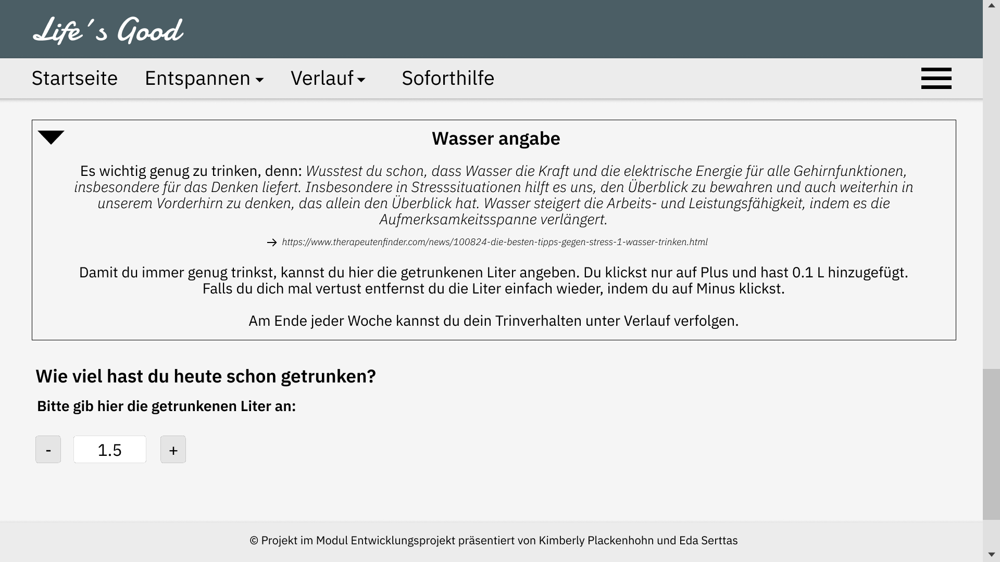 Life´s Good
Startseite Entspannen Verlauf Soforthilfe
Wasser angabe
Es wichtig genug zu trinken, denn: Wusstest du schon, dass Wasser die Kraft und die elektrische Energie für alle Gehirnfunktionen,
insbesondere für das Denken liefert. Insbesondere in Stresssituationen hilft es uns, den Überblick zu bewahren und auch weiterhin in
unserem Vorderhirn zu denken, das allein den Überblick hat. Wasser steigert die Arbeits- und Leistungsfähigkeit, indem es die
Aufmerksamkeitsspanne verlängert.
→ https://www.therapeutenfinder.com/news/100824-die-besten-tipps-gegen-stress-1-wasser-trinken.html
Damit du immer genug trinkst, kannst du hier die getrunkenen Liter angeben. Du klickst nur auf Plus und hast 0.1 L hinzugefügt.
Falls du dich mal vertust entfernst du die Liter einfach wieder, indem du auf Minus klickst.
Am Ende jeder Woche kannst du dein Trinverhalten unter Verlauf verfolgen.
Wie viel hast du heute schon getrunken?
Bitte gib hier die getrunkenen Liter an:
- 1.5 +
© Projekt im Modul Entwicklungsprojekt präsentiert von Kimberly Plackenhohn und Eda Serttas